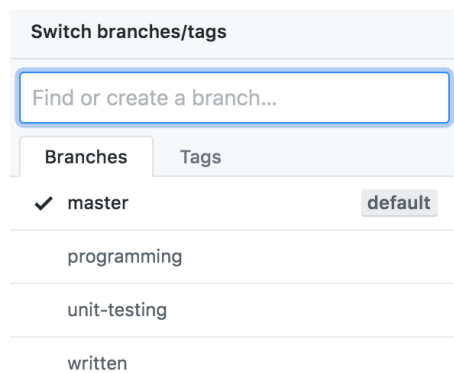 Switch branches/tags
Find or create a branch...
Branches Tags
master default
programming
unit-testing
written